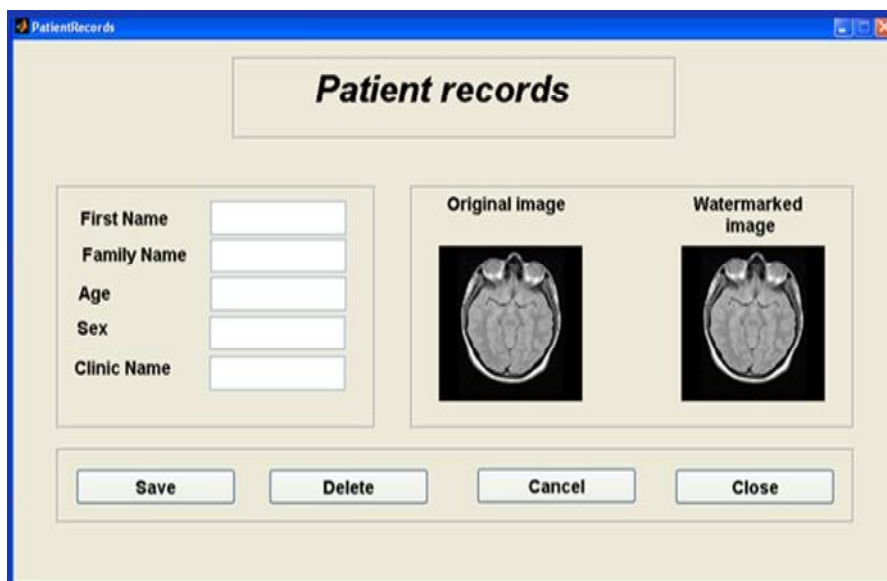 PatientRecords
Patient records
First Name
Family Name
Age
Sex
Clinic Name
Original image
Watermarked
image
Save
Delete
Cancel
Close